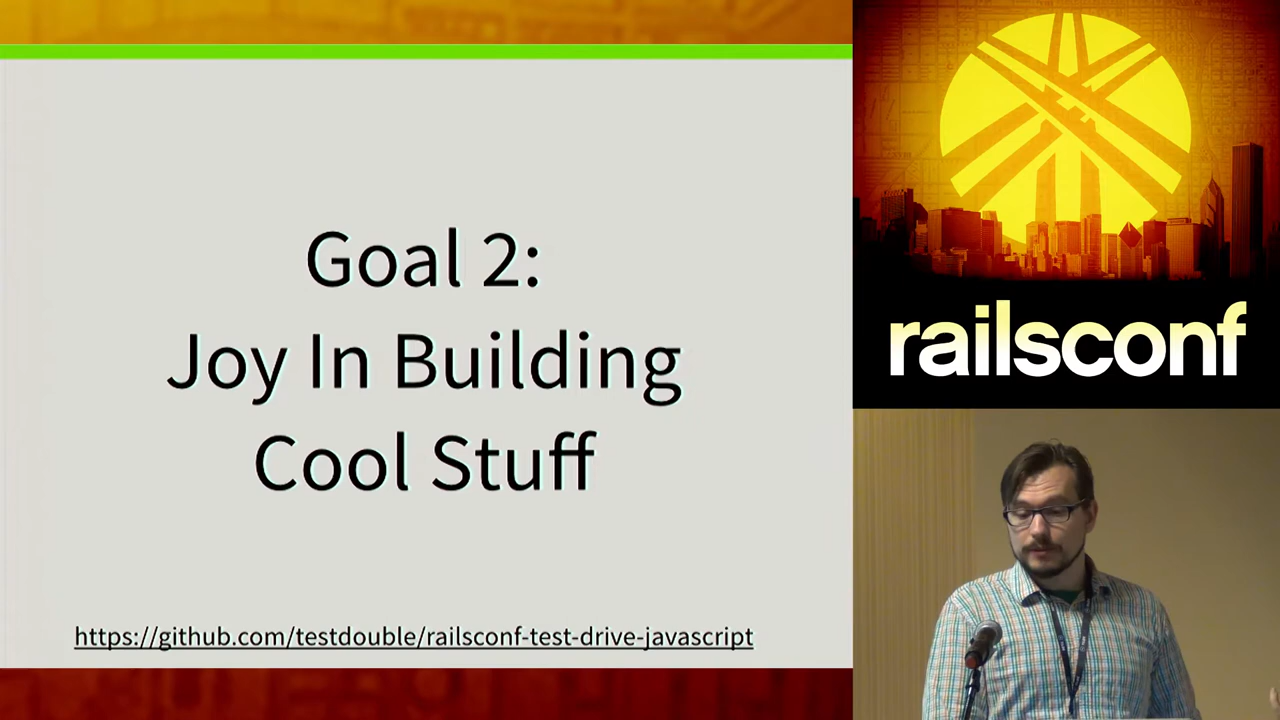 Goal 2:
Joy In Building
Cool Stuff
https://github.com/testdouble/railsconf-test-drive-javascript
railsconf